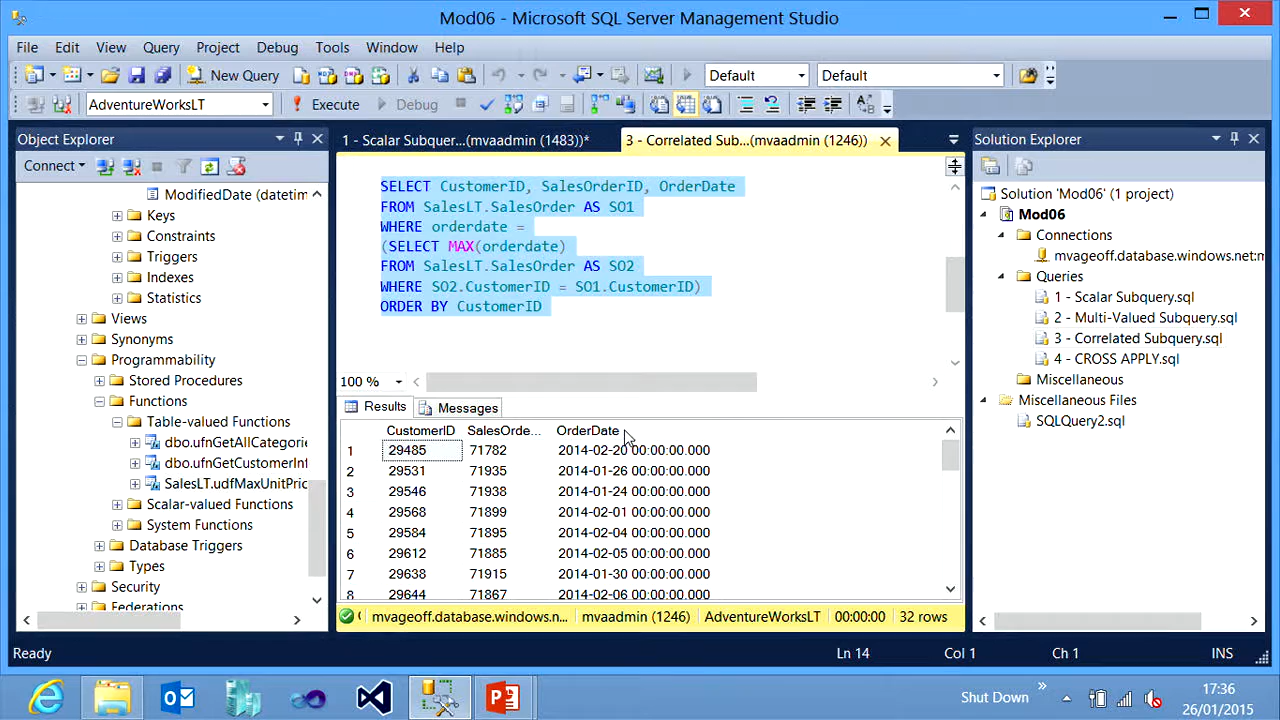 Mod06 - Microsoft SQL Server Management Studio
File Edit View Query Project Debug Tools Window Help
New Query Default Default
AdventureWorksLT Execute Debug
Object Explorer
Connect
ModifiedDate (datetim
Keys
Constraints
Triggers
Indexes
Statistics
Views
Synonyms
Programmability
Stored Procedures
Functions
Table-valued Functions
dbo.ufnGetAllCategorie
dbo.ufnGetCustomerInf
SalesLT.udfMaxUnitPric
Scalar-valued Functions
System Functions
Database Triggers
Types
Security
Federations
1 - Scalar Subquer...(mvaadmin (1483))*
3 - Correlated Sub...(mvaadmin (1246))
SELECT CustomerID, SalesOrderID, OrderDate
FROM SalesLT.SalesOrder AS SO1
WHERE orderdate =
(SELECT MAX(orderdate)
FROM SalesLT.SalesOrder AS SO2
WHERE SO2.CustomerID = SO1.CustomerID)
ORDER BY CustomerID
100 %
Results Messages
CustomerID SalesOrde... OrderDate
1 29485 71782 2014-02-20 00:00:00.000
2 29531 71935 2014-01-26 00:00:00.000
3 29546 71938 2014-01-24 00:00:00.000
4 29568 71899 2014-02-01 00:00:00.000
5 29584 71895 2014-02-04 00:00:00.000
6 29612 71885 2014-02-05 00:00:00.000
7 29638 71915 2014-01-30 00:00:00.000
8 29644 71867 2014-02-06 00:00:00.000
mvageoff.database.windows.n... mvaadmin (1246) AdventureWorksLT 00:00:00 32 rows
Solution Explorer
Solution 'Mod06' (1 project)
Mod06
Connections
mvageoff.database.windows.net:m
Queries
1 - Scalar Subquery.sql
2 - Multi-Valued Subquery.sql
3 - Correlated Subquery.sql
4 - CROSS APPLY.sql
Miscellaneous
Miscellaneous Files
SQLQuery2.sql
Ready Ln 14 Col 1 Ch 1 INS
Shut Down
17:36
26/01/2015